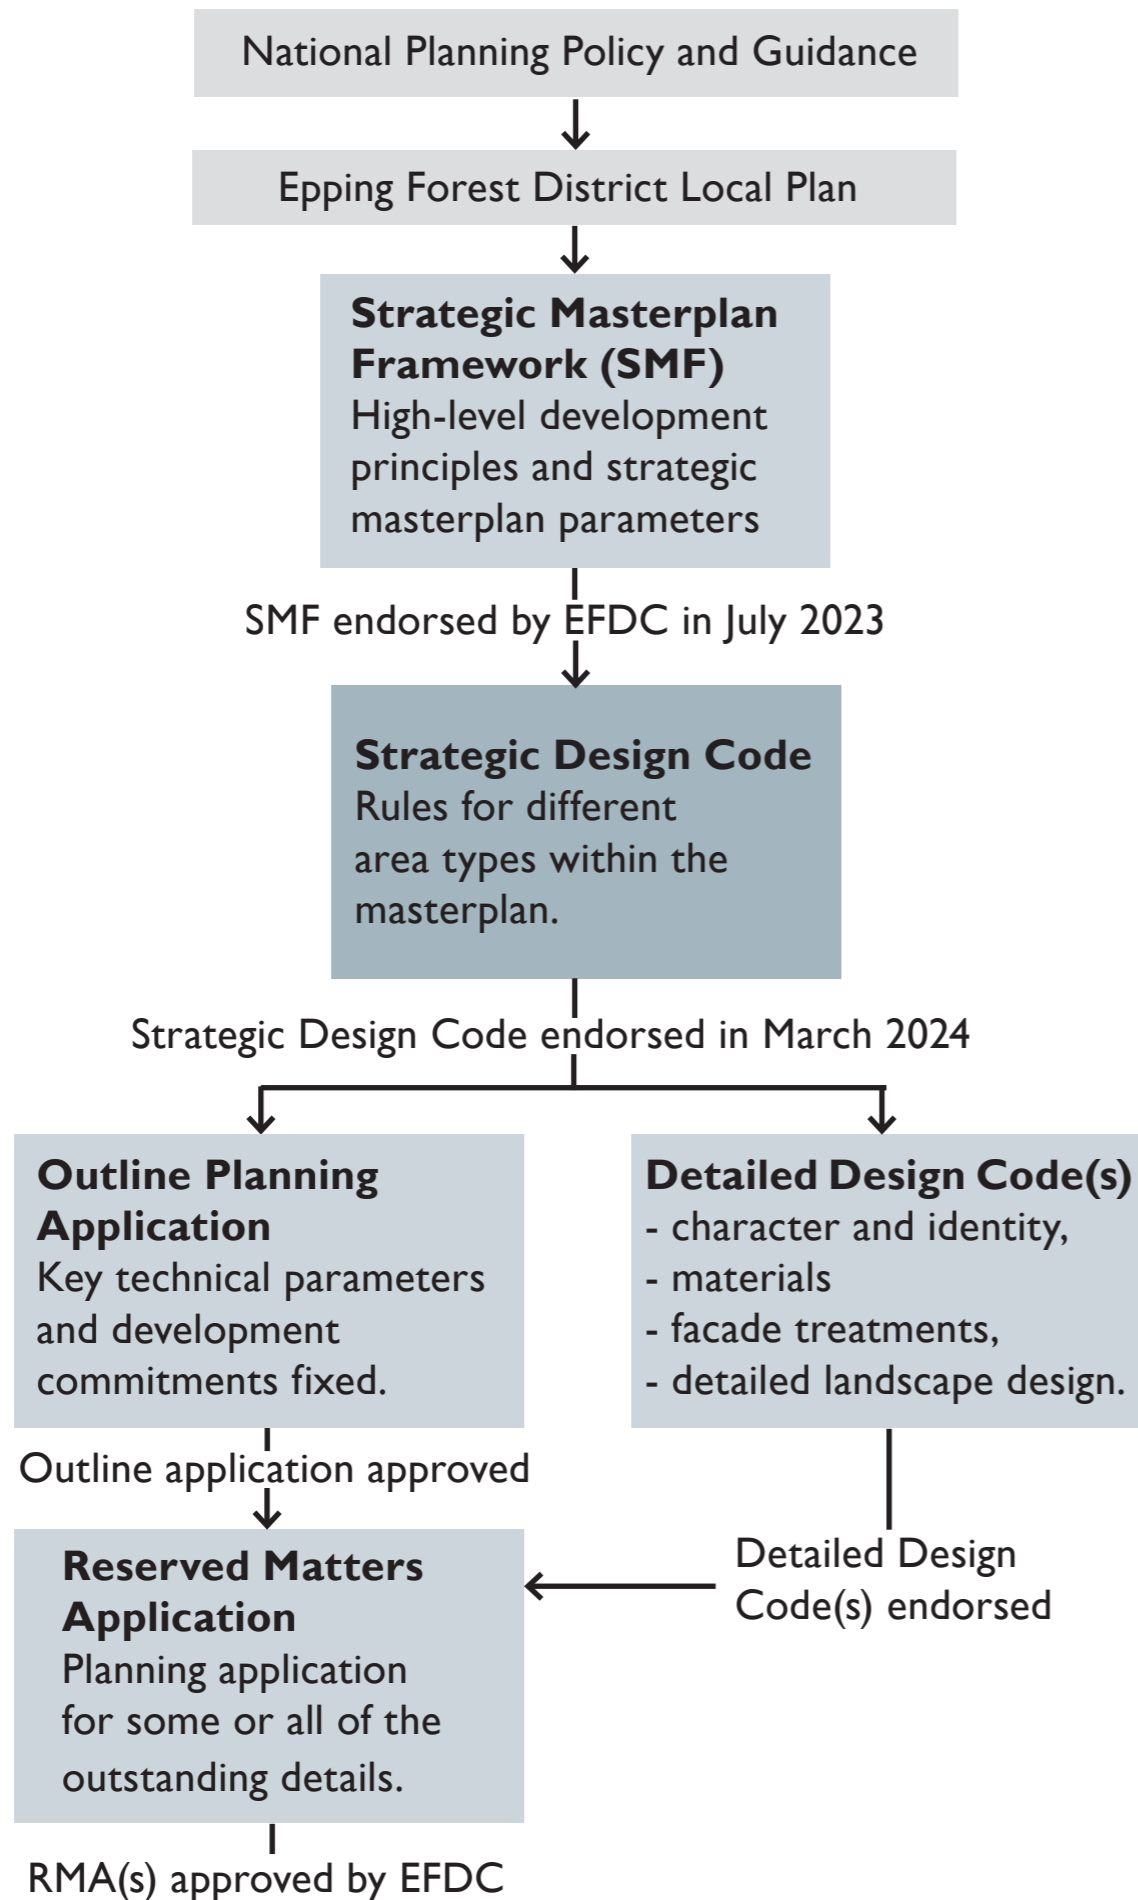 National Planning Policy and Guidance
Epping Forest District Local Plan
Strategic Masterplan
Framework (SMF)
High-level development
principles and strategic
masterplan parameters
SMF endorsed by EFDC in July 2023
Strategic Design Code
Rules for different
area types within the
masterplan.
Strategic Design Code endorsed in March 2024
Outline Planning
Application
Key technical parameters
and development
commitments fixed.
Detailed Design Code(s)
- character and identity,
- materials
- facade treatments,
- detailed landscape design.
Outline application approved
Detailed Design
Code(s) endorsed
Reserved Matters
Application
Planning application
for some or all of the
outstanding details.
RMA(s) approved by EFDC